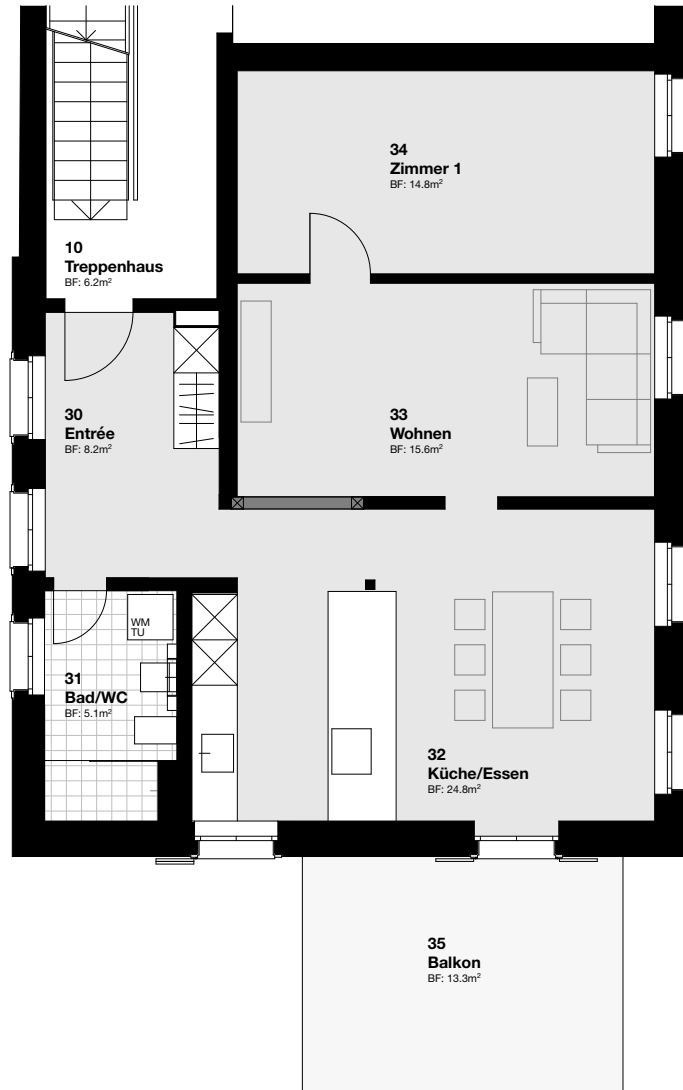 34
Zimmer 1
BF: 14.8m²
10
Treppenhaus
BF: 6.2m²
30
Entrée
BF: 8.2m²
33
Wohnen
BF: 15.6m²
WM
TU
31
Bad/WC
BF: 5.1m²
32
Küche/Essen
BF: 24.8m²
35
Balkon
BF: 13.3m²